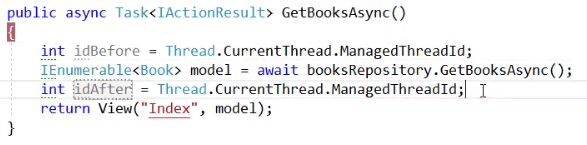 public async Task<IActionResult> GetBooksAsync()
{
    int idBefore = Thread.CurrentThread.ManagedThreadId;
    IEnumerable<Book> model = await booksRepository.GetBooksAsync();
    int idAfter = Thread.CurrentThread.ManagedThreadId;
    return View("Index", model);
}